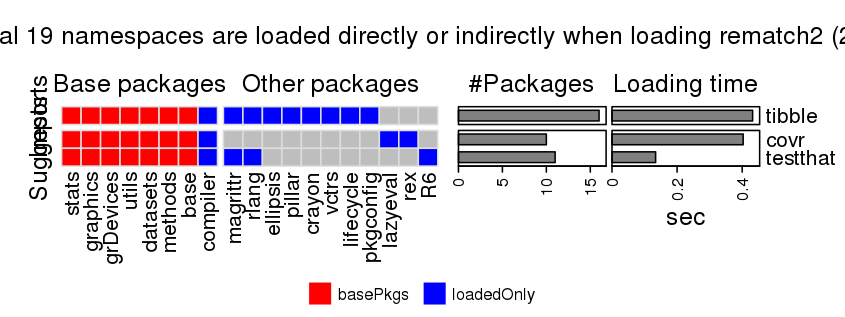 al 19 namespaces are loaded directly or indirectly when loading rematch2 (2
Base packages Other packages #Packages Loading time
tibble
covr
testthat
Imports
Suggests
stats
graphics
grDevices
utils
datasets
methods
base
compiler
magrittr
rlang
ellipsis
pillar
crayon
vctrs
lifecycle
pkgconfig
lazyeval
rex
R6
0 5 10 15
0 0.2 0.4
sec
basePkgs loadedOnly